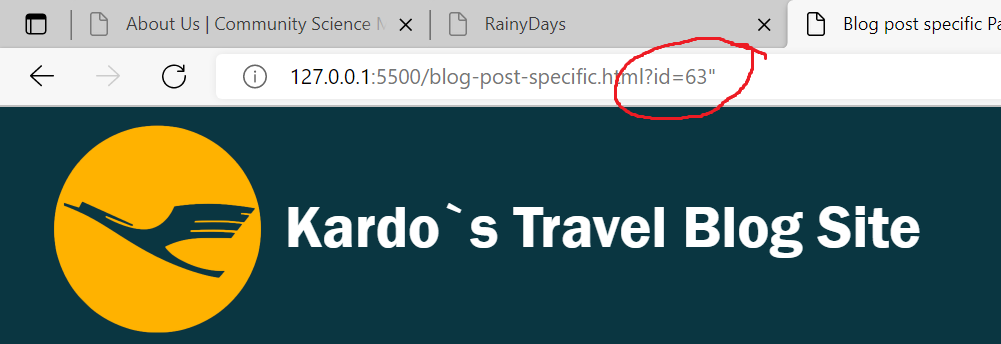 About Us | Community Science M
RainyDays
Blog post specific Pa
127.0.0.1:5500/blog-post-specific.html?id=63"
Kardo`s Travel Blog Site